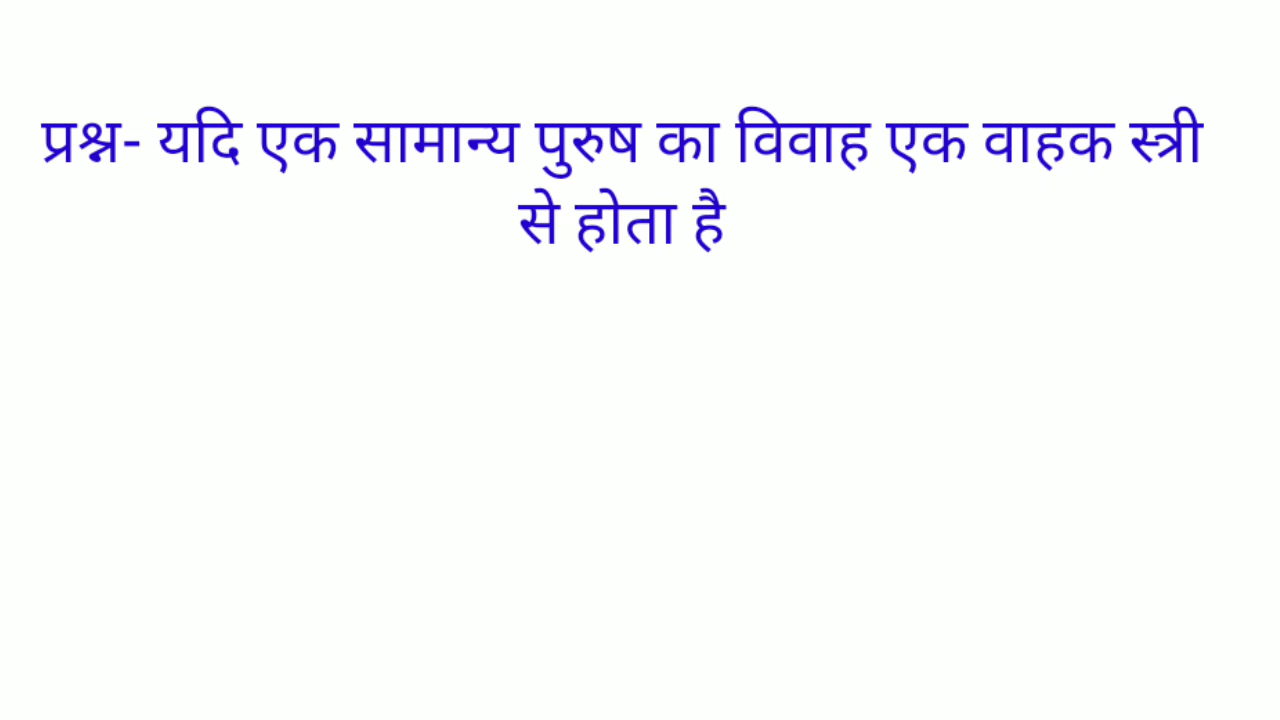 प्रश्न- यदि एक सामान्य पुरुष का विवाह एक वाहक स्त्री
से होता है